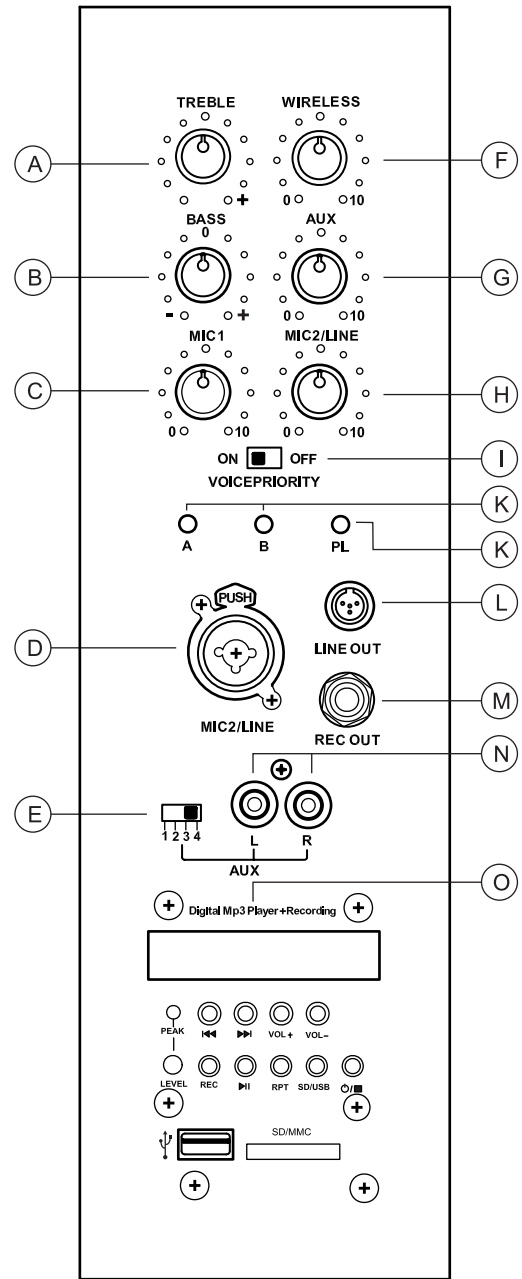 TREBLE WIRELESS
A F
+ 0 10
BASS AUX
0
B G
- + 0 10
MIC1 MIC2/LINE
C H
0 10 0 10
ON OFF I
VOICEPRIORITY
K
A B PL K
PUSH L
D LINE OUT
MIC2/LINE M
REC OUT
N
E
1 2 3 4 L R
AUX
O
Digital Mp3 Player+Recording
PEAK VOL+ VOL-
LEVEL REC RPT SD/USB
SD/MMC